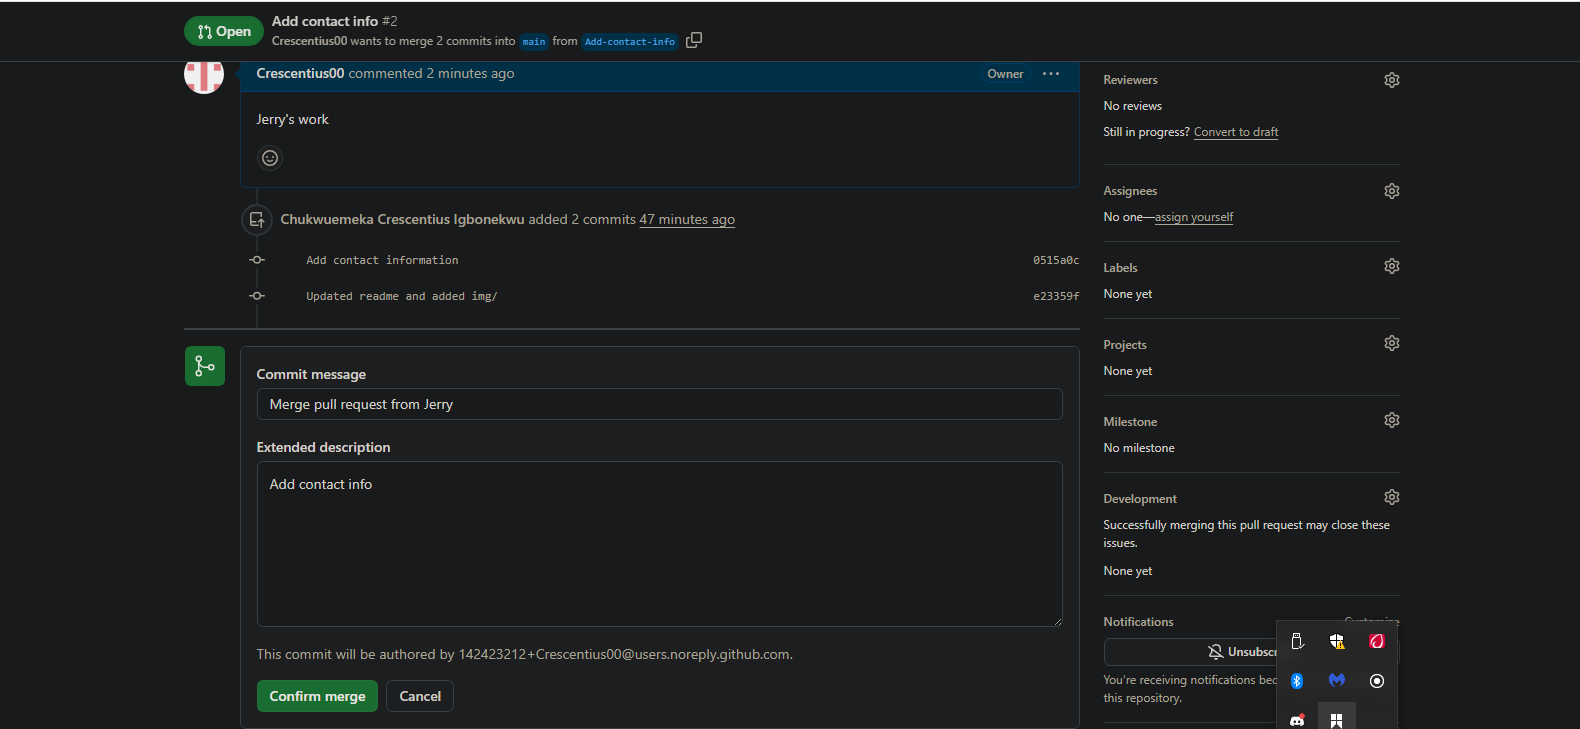 Open
Add contact info #2
Crescentius00 wants to merge 2 commits into main from Add-contact-info
Crescentius00 commented 2 minutes ago
Owner
Jerry's work
Chukwuemeka Crescentius Igbonekwu added 2 commits 47 minutes ago
Add contact information 0515a0c
Updated readme and added img/ e23359f
Commit message
Merge pull request from Jerry
Extended description
Add contact info
This commit will be authored by 142423212+Crescentius00@users.noreply.github.com.
Confirm merge
Cancel
Reviewers
No reviews
Still in progress? Convert to draft
Assignees
No one—assign yourself
Labels
None yet
Projects
None yet
Milestone
No milestone
Development
Successfully merging this pull request may close these
issues.
None yet
Notifications
Unsubscr
You're receiving notifications bec
this repository.